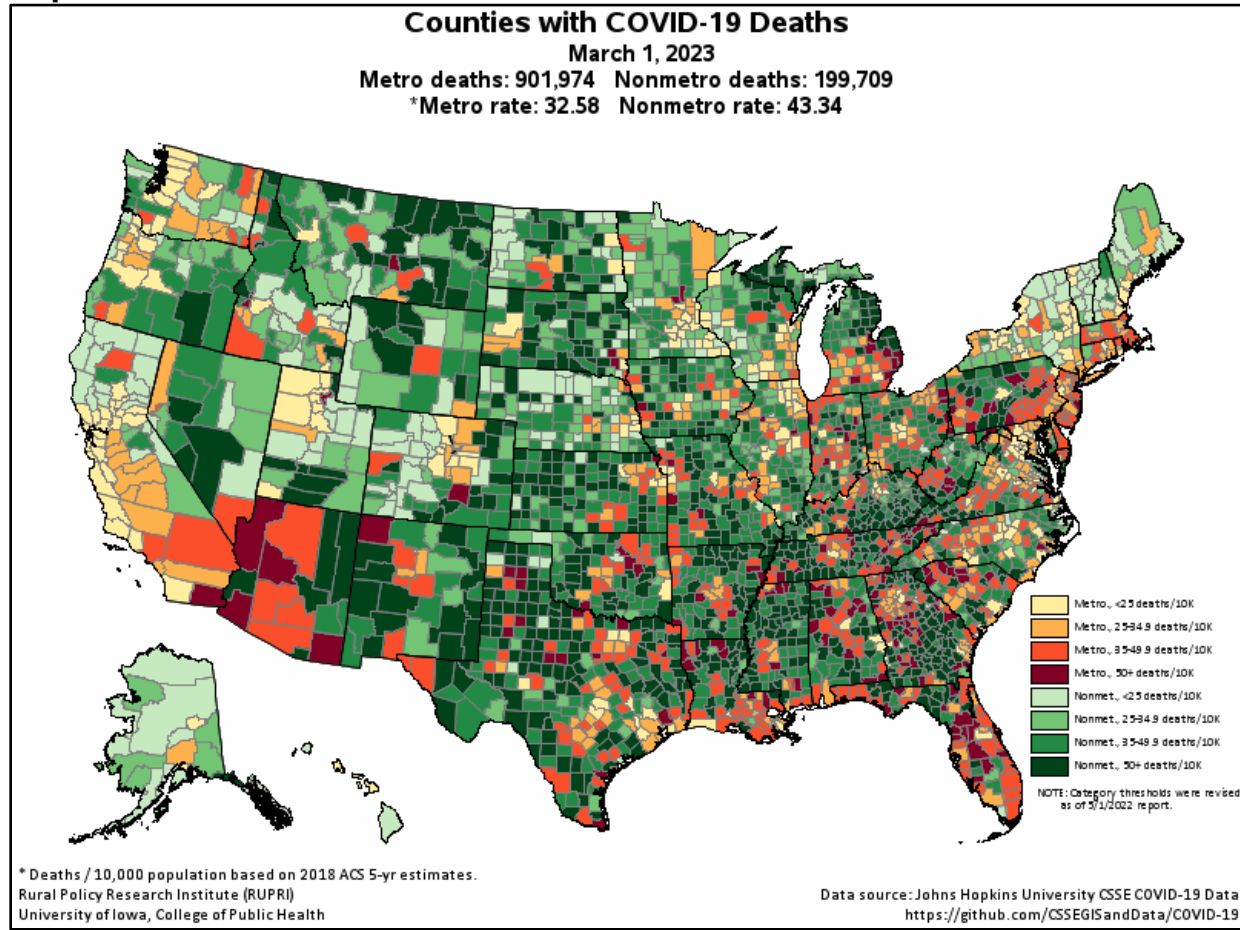 Counties with COVID-19 Deaths
March 1, 2023
Metro deaths: 901,974 Nonmetro deaths: 199,709
*Metro rate: 32.58 Nonmetro rate: 43.34
Metro., <25 deaths/10K
Metro., 25-34.9 deaths/10K
Metro., 35-49.9 deaths/10K
Metro., 50+ deaths/10K
Nonmet., <25 deaths/10K
Nonmet., 25-34.9 deaths/10K
Nonmet., 35-49.9 deaths/10K
Nonmet., 50+ deaths/10K
NOTE: Category thresholds were revised
as of 5/1/2022 report.
* Deaths / 10,000 population based on 2018 ACS 5-yr estimates.
Rural Policy Research Institute (RUPRI)
University of Iowa, College of Public Health
Data source: Johns Hopkins University CSSE COVID-19 Data
https://github.com/CSSEGISandData/COVID-19